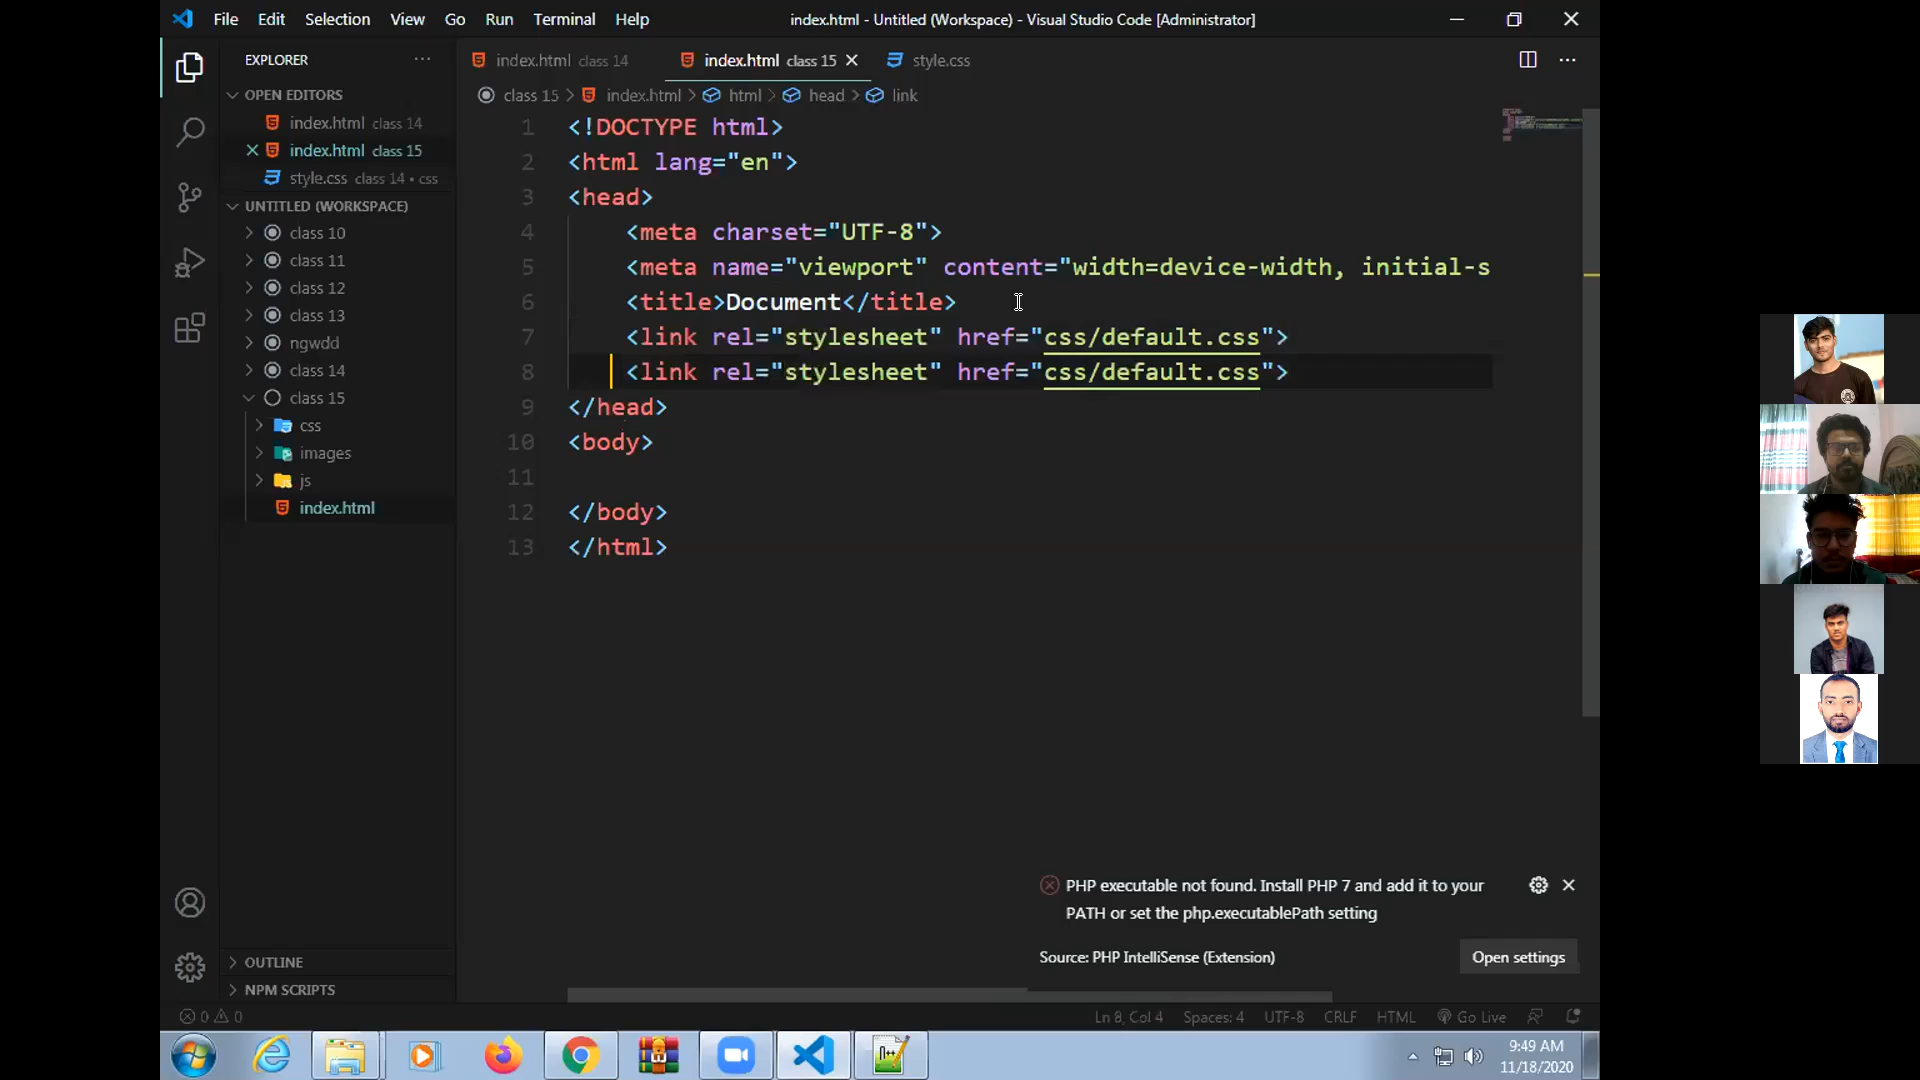 File Edit Selection View Go Run Terminal Help
index.html - Untitled (Workspace) - Visual Studio Code [Administrator]
EXPLORER
OPEN EDITORS
index.html class 14
index.html class 15
style.css class 14 • css
UNTITLED (WORKSPACE)
class 10
class 11
class 12
class 13
ngwdd
class 14
class 15
css
images
js
index.html
OUTLINE
NPM SCRIPTS
index.html class 14
index.html class 15
style.css
class 15 > index.html > html > head > link
1 <!DOCTYPE html>
2 <html lang="en">
3 <head>
4 <meta charset="UTF-8">
5 <meta name="viewport" content="width=device-width, initial-s
6 <title>Document</title>
7 <link rel="stylesheet" href="css/default.css">
8 <link rel="stylesheet" href="css/default.css">
9 </head>
10 <body>
11
12 </body>
13 </html>
PHP executable not found. Install PHP 7 and add it to your
PATH or set the php.executablePath setting
Source: PHP IntelliSense (Extension)
Open settings
0 0
Ln 8, Col 4 Spaces: 4 UTF-8 CRLF HTML Go Live
9:49 AM
11/18/2020